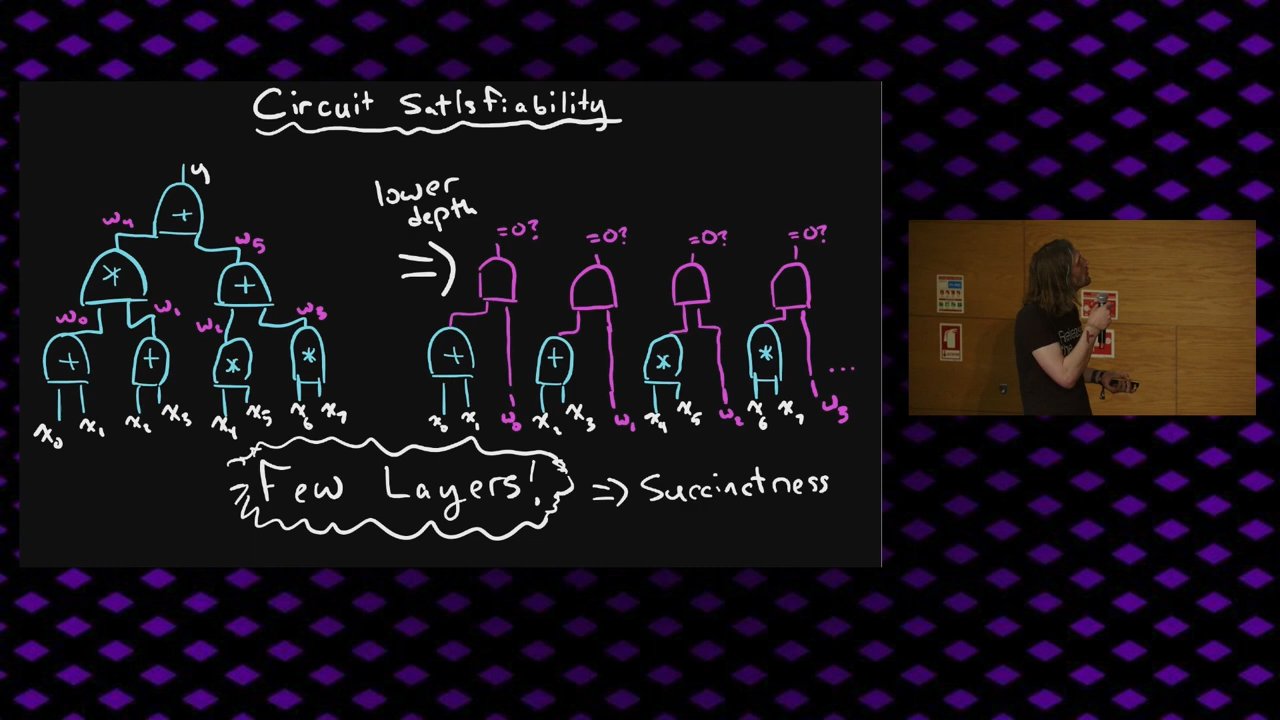 Circuit Satisfiability
y
+
w4
w5
* +
w0 w1 w2 w3
+ + * *
x0 x1 x2 x3 x4 x5 x6 x7
lower
depth
⇒
=0? =0? =0? =0?
+ + * * ...
x0 x1 w0 x2 x3 w1 x4 x5 w2 x6 x7 w3
Few Layers! ⇒ Succinctness